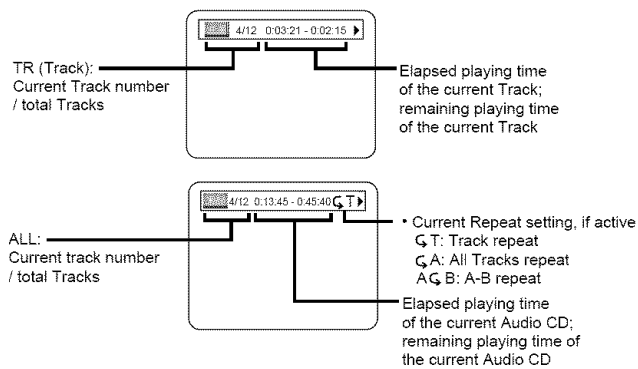 4/12 0:03:21 - 0:02:15
TR (Track):
Current Track number
/ total Tracks
Elapsed playing time
of the current Track;
remaining playing time
of the current Track
4/12 0:13:45 - 0:45:40 T
ALL:
Current track number
/ total Tracks
• Current Repeat setting, if active
T: Track repeat
A: All Tracks repeat
A B: A-B repeat
Elapsed playing time
of the current Audio CD;
remaining playing time of
the current Audio CD